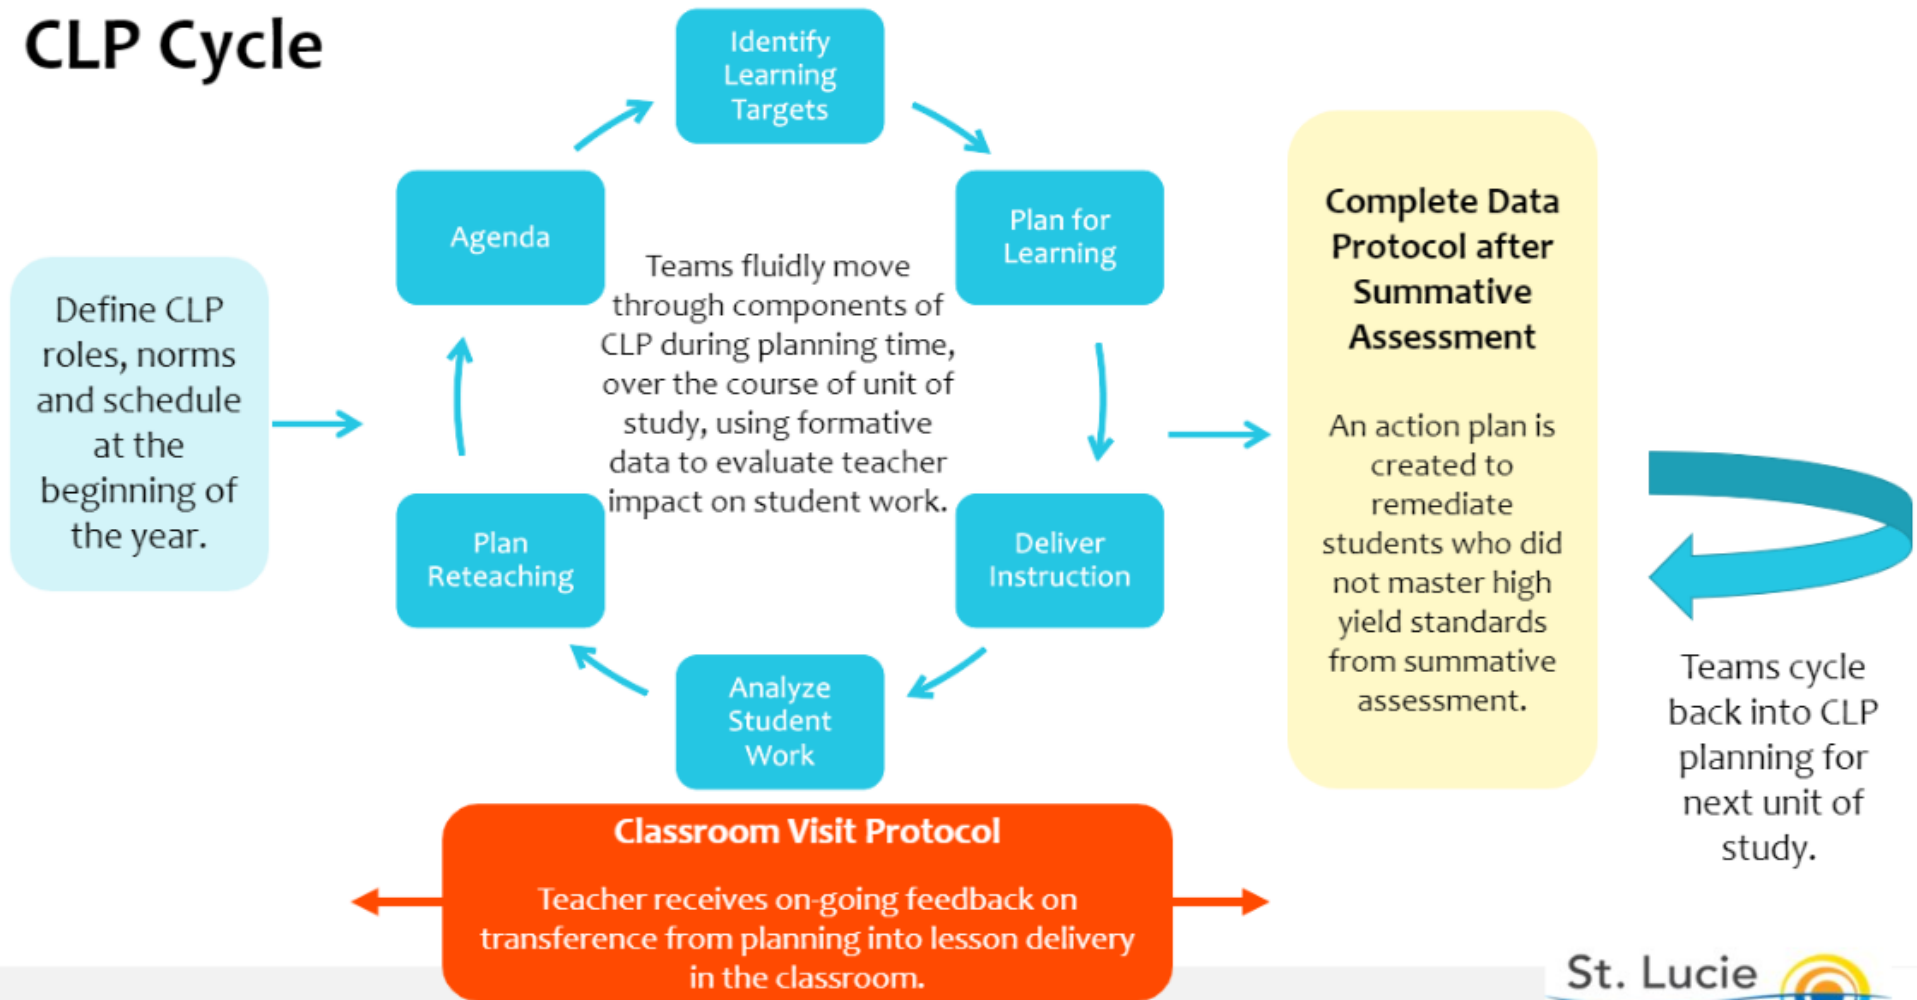 CLP Cycle
Define CLP
roles, norms
and schedule
at the
beginning of
the year.
Agenda
Identify
Learning
Targets
Plan for
Learning
Deliver
Instruction
Analyze
Student
Work
Plan
Reteaching
Teams fluidly move
through components of
CLP during planning time,
over the course of unit of
study, using formative
data to evaluate teacher
impact on student work.
Classroom Visit Protocol
Teacher receives on-going feedback on
transference from planning into lesson delivery
in the classroom.
Complete Data
Protocol after
Summative
Assessment
An action plan is
created to
remediate
students who did
not master high
yield standards
from summative
assessment.
Teams cycle
back into CLP
planning for
next unit of
study.
St. Lucie